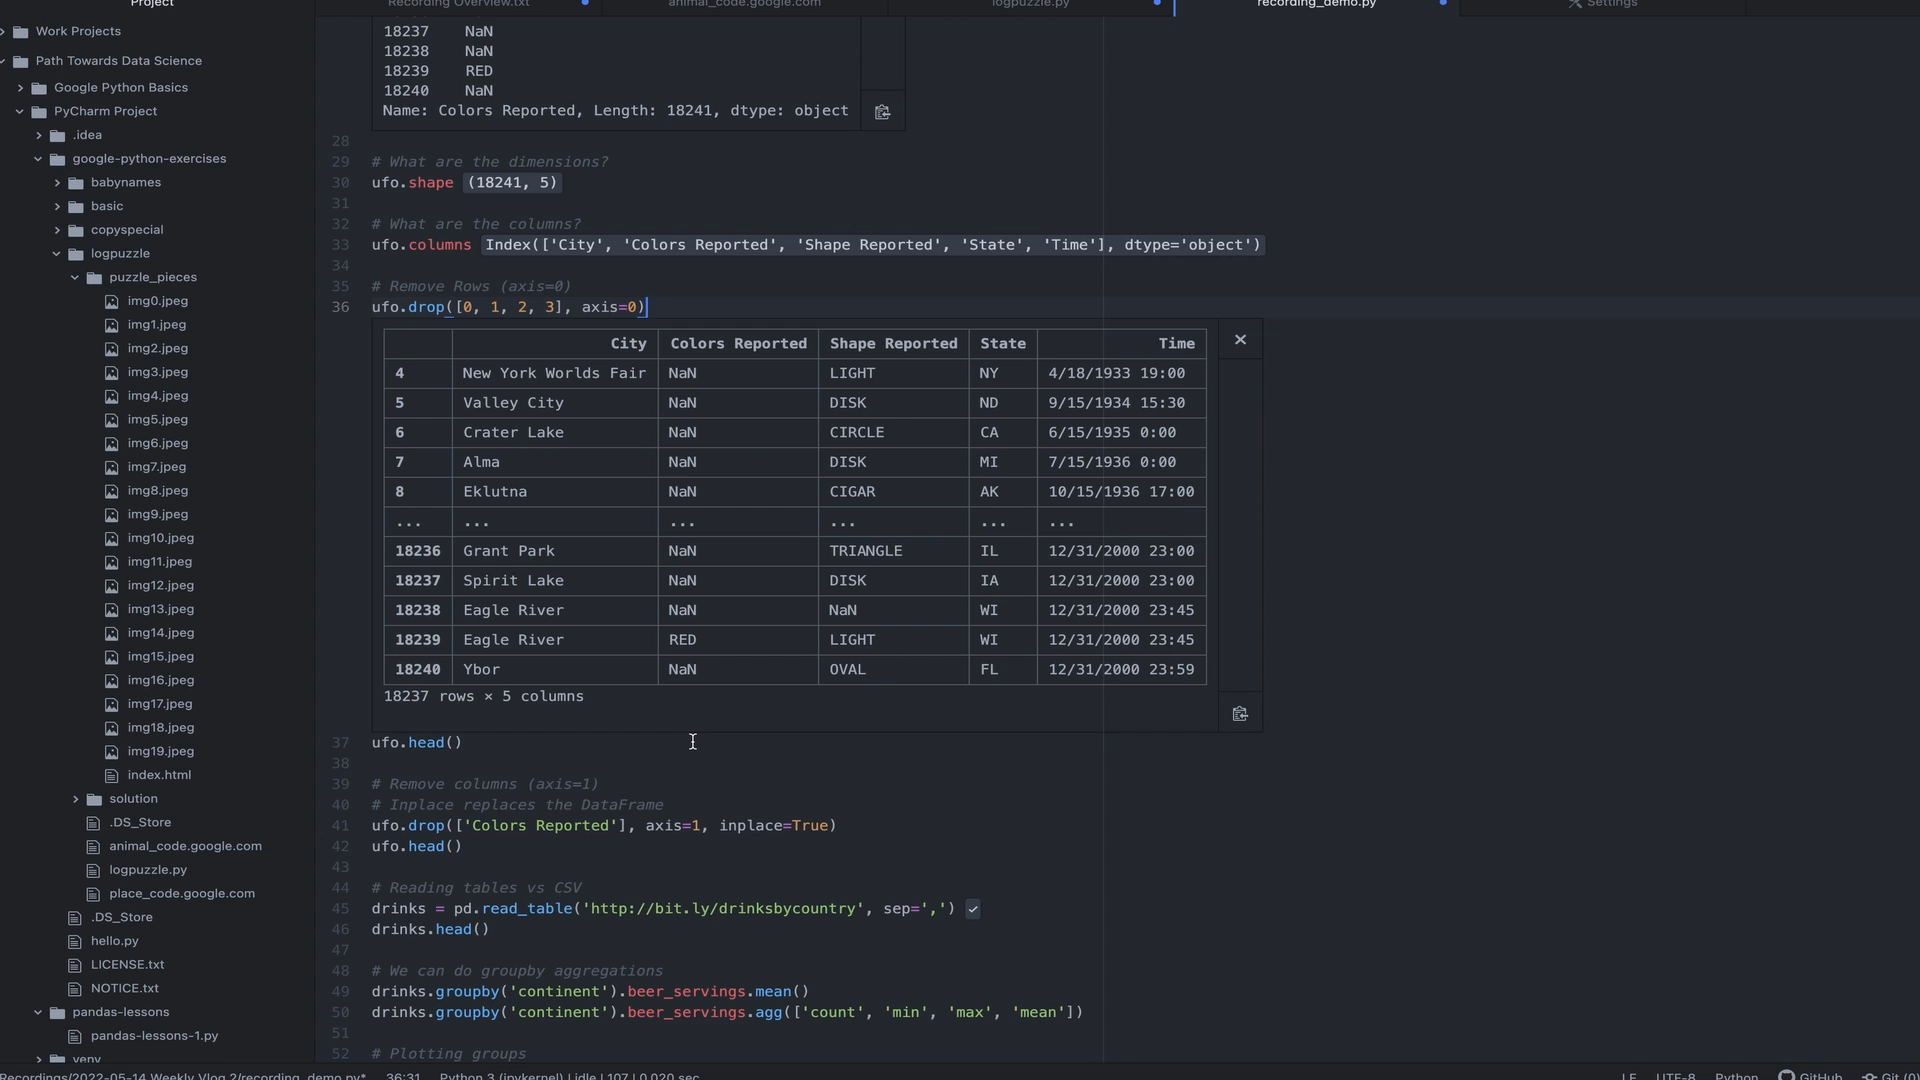 Project
Recording Overview.txt
animal_code.google.com
logpuzzle.py
recording_demo.py
Settings
Work Projects
Path Towards Data Science
Google Python Basics
PyCharm Project
.idea
google-python-exercises
babynames
basic
copyspecial
logpuzzle
puzzle_pieces
img0.jpeg
img1.jpeg
img2.jpeg
img3.jpeg
img4.jpeg
img5.jpeg
img6.jpeg
img7.jpeg
img8.jpeg
img9.jpeg
img10.jpeg
img11.jpeg
img12.jpeg
img13.jpeg
img14.jpeg
img15.jpeg
img16.jpeg
img17.jpeg
img18.jpeg
img19.jpeg
index.html
solution
.DS_Store
animal_code.google.com
logpuzzle.py
place_code.google.com
.DS_Store
hello.py
LICENSE.txt
NOTICE.txt
pandas-lessons
pandas-lessons-1.py
venv
18237 NaN
18238 NaN
18239 RED
18240 NaN
Name: Colors Reported, Length: 18241, dtype: object
28
29 # What are the dimensions?
30 ufo.shape (18241, 5)
31
32 # What are the columns?
33 ufo.columns Index(['City', 'Colors Reported', 'Shape Reported', 'State', 'Time'], dtype='object')
34
35 # Remove Rows (axis=0)
36 ufo.drop([0, 1, 2, 3], axis=0)
City Colors Reported Shape Reported State Time
4 New York Worlds Fair NaN LIGHT NY 4/18/1933 19:00
5 Valley City NaN DISK ND 9/15/1934 15:30
6 Crater Lake NaN CIRCLE CA 6/15/1935 0:00
7 Alma NaN DISK MI 7/15/1936 0:00
8 Eklutna NaN CIGAR AK 10/15/1936 17:00
... ... ... ... ... ...
18236 Grant Park NaN TRIANGLE IL 12/31/2000 23:00
18237 Spirit Lake NaN DISK IA 12/31/2000 23:00
18238 Eagle River NaN NaN WI 12/31/2000 23:45
18239 Eagle River RED LIGHT WI 12/31/2000 23:45
18240 Ybor NaN OVAL FL 12/31/2000 23:59
18237 rows × 5 columns
37 ufo.head()
38
39 # Remove columns (axis=1)
40 # Inplace replaces the DataFrame
41 ufo.drop(['Colors Reported'], axis=1, inplace=True)
42 ufo.head()
43
44 # Reading tables vs CSV
45 drinks = pd.read_table('http://bit.ly/drinksbycountry', sep=',')
46 drinks.head()
47
48 # We can do groupby aggregations
49 drinks.groupby('continent').beer_servings.mean()
50 drinks.groupby('continent').beer_servings.agg(['count', 'min', 'max', 'mean'])
51
52 # Plotting groups
Recordings/2022-05-14 Weekly Vlog 2/recording_demo.py* 36:31 Python 3 (ipykernel) | idle | 107 | 0.020 sec LF UTF-8 Python GitHub Git (0)